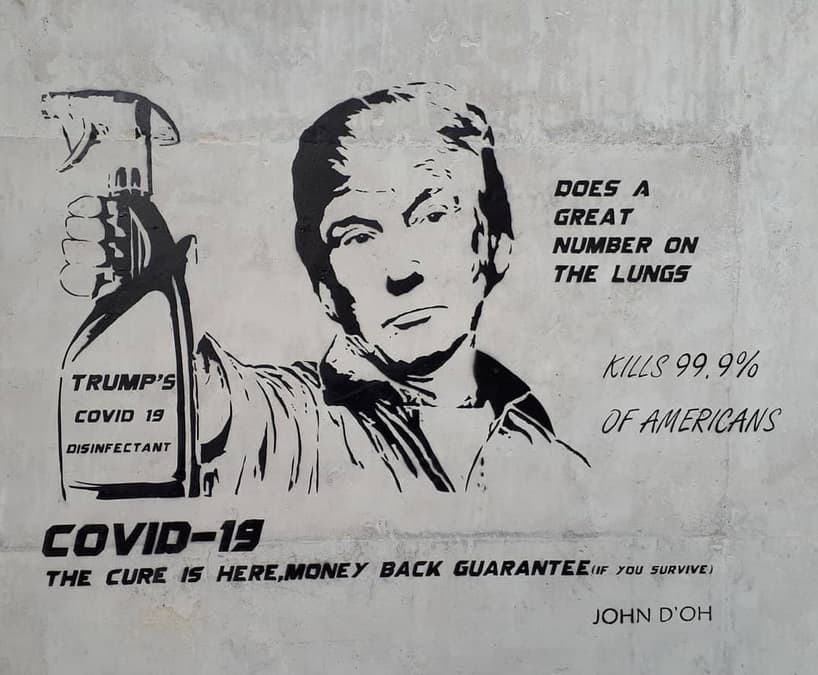 DOES A
GREAT
NUMBER ON
THE LUNGS
KILLS 99.9%
OF AMERICANS
TRUMP'S
COVID 19
DISINFECTANT
COVID-19
THE CURE IS HERE,MONEY BACK GUARANTEE(IF YOU SURVIVE)
JOHN D'OH